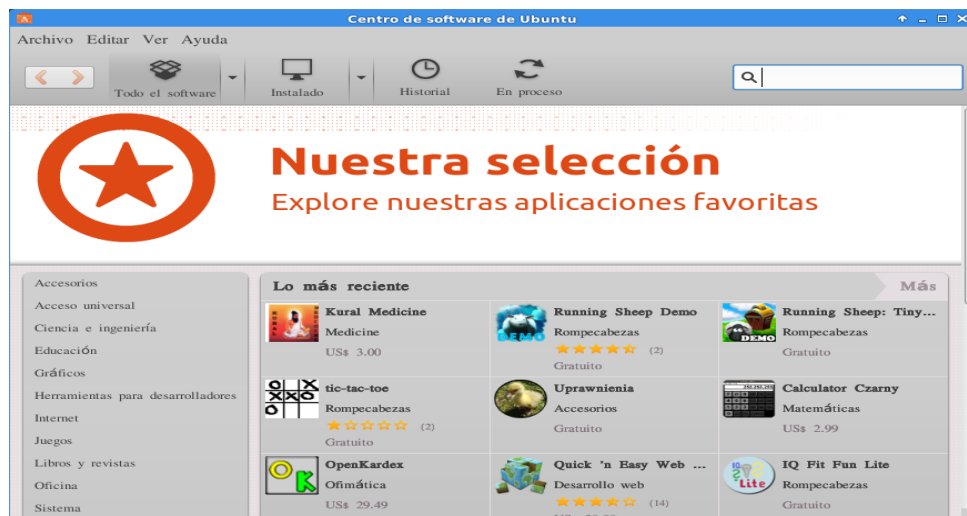 Centro de software de Ubuntu
Archivo Editar Ver Ayuda
Todo el software
Instalado
Historial
En proceso
Nuestra selección
Explore nuestras aplicaciones favoritas
Accesorios
Acceso universal
Ciencia e ingeniería
Educación
Gráficos
Herramientas para desarrolladores
Internet
Juegos
Libros y revistas
Oficina
Sistema
Lo más reciente
Más
Kural Medicine
Medicine
US$ 3.00
Running Sheep Demo
Rompecabezas
(2)
Gratuito
DEMO
Running Sheep: Tiny...
Rompecabezas
Gratuito
tic-tac-toe
Rompecabezas
(2)
Gratuito
Uprawnienia
Accesorios
Gratuito
Calculator Czarny
Matemáticas
US$ 2.99
OK
OpenKardex
Ofimática
US$ 29.49
Quick 'n Easy Web ...
Desarrollo web
(14)
IQ
Lite
IQ Fit Fun Lite
Rompecabezas
Gratuito